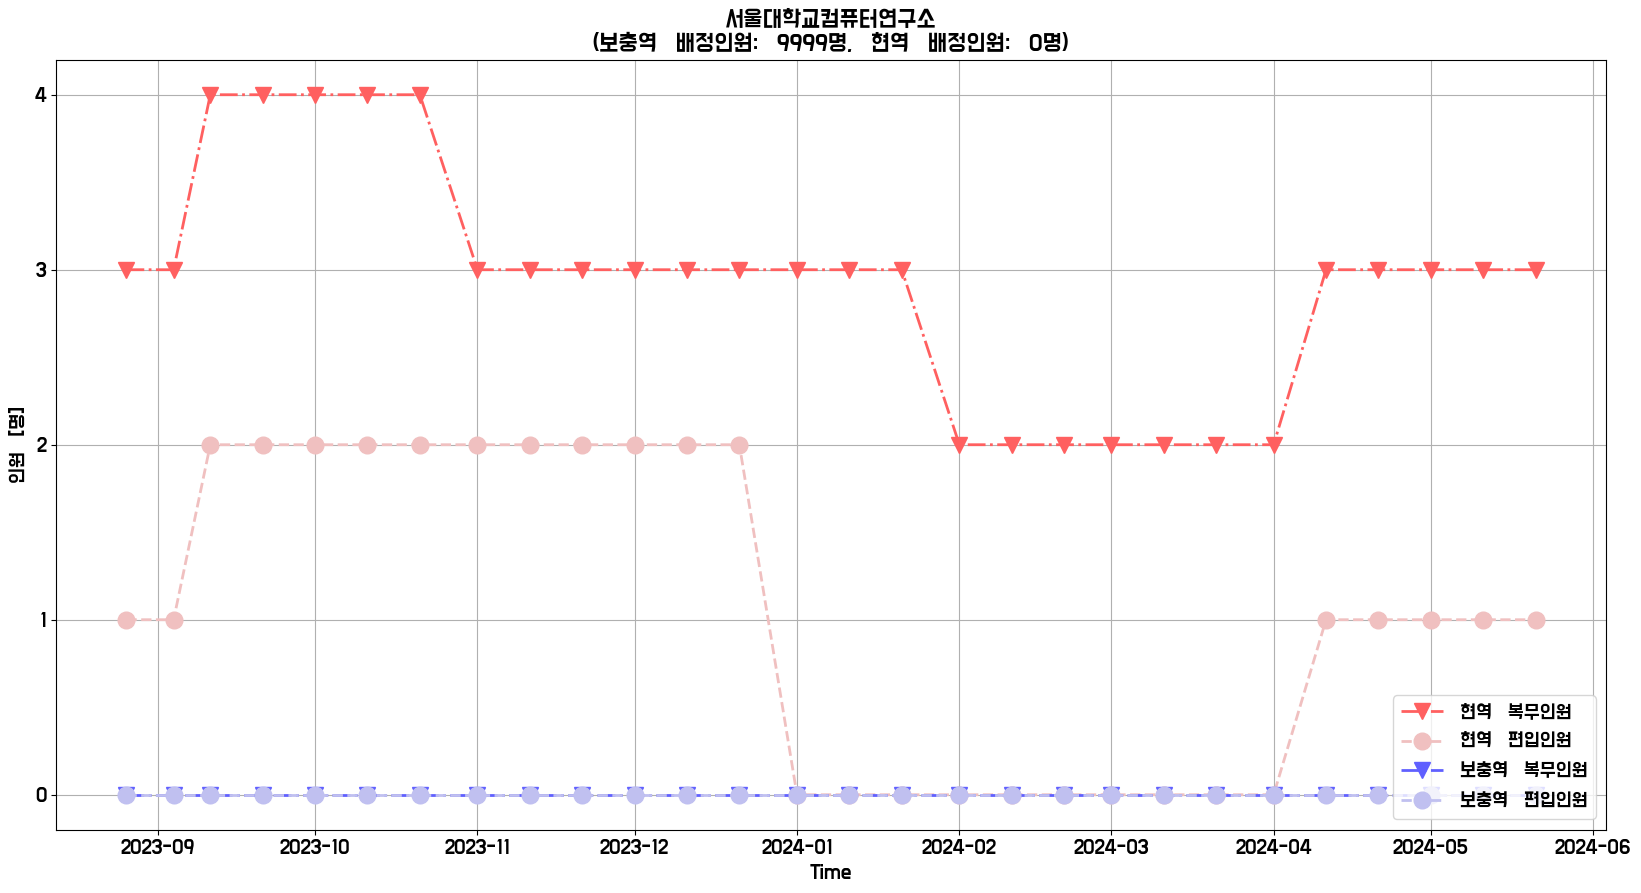 서울대학교컴퓨터연구소
(보충역 배정인원: 9999명, 현역 배정인원: 0명)
4
3
2
1
0
인원 [명]
현역 복무인원
현역 편입인원
보충역 복무인원
보충역 편입인원
2023-09 2023-10 2023-11 2023-12 2024-01 2024-02 2024-03 2024-04 2024-05 2024-06
Time